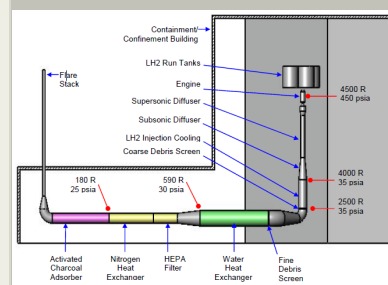 Containment/
Confinement Building
LH2 Run Tanks
Flare
Stack
Engine
4500 R
450 psia
Supersonic Diffuser
Subsonic Diffuser
LH2 Injection Cooling
Coarse Debris Screen
180 R
25 psia
590 R
30 psia
4000 R
35 psia
2500 R
35 psia
Activated
Charcoal
Adsorber
Nitrogen
Heat
Exchanger
HEPA
Filter
Water
Heat
Exchanger
Fine
Debris
Screen